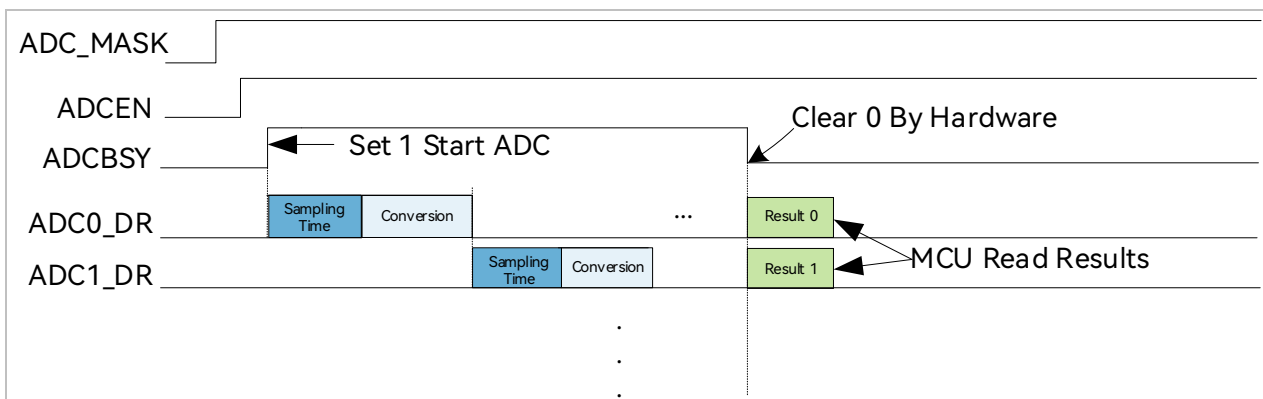 ADC_MASK
ADCEN
Clear 0 By Hardware
ADCBSY
Set 1 Start ADC
ADC0_DR
Sampling
Time
Conversion
...
Result 0
MCU Read Results
ADC1_DR
Sampling
Time
Conversion
Result 1
.
.
.